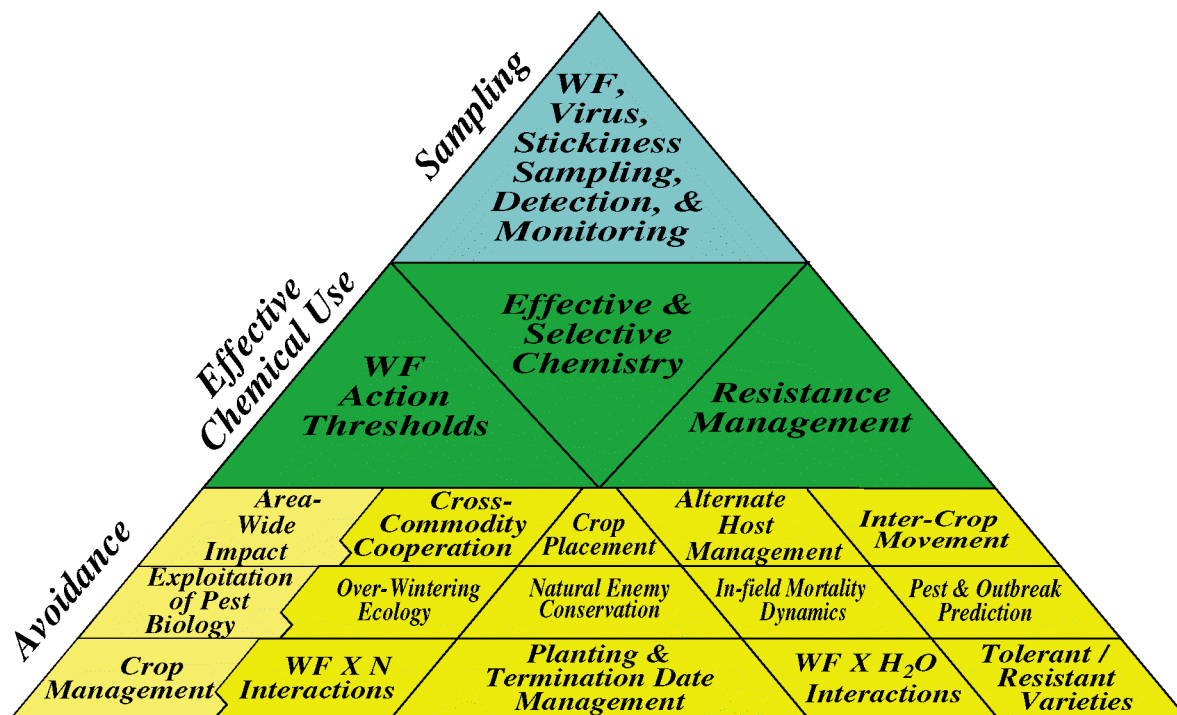 Sampling
WF,
Virus,
Stickiness
Sampling,
Detection, &
Monitoring
Effective
Chemical Use
WF
Action
Thresholds
Effective &
Selective
Chemistry
Resistance
Management
Avoidance
Area-
Wide
Impact
Cross-
Commodity
Cooperation
Crop
Placement
Alternate
Host
Management
Inter-Crop
Movement
Exploitation
of Pest
Biology
Over-Wintering
Ecology
Natural Enemy
Conservation
In-field Mortality
Dynamics
Pest & Outbreak
Prediction
Crop
Management
WF X N
Interactions
Planting &
Termination Date
Management
WF X H₂O
Interactions
Tolerant /
Resistant
Varieties